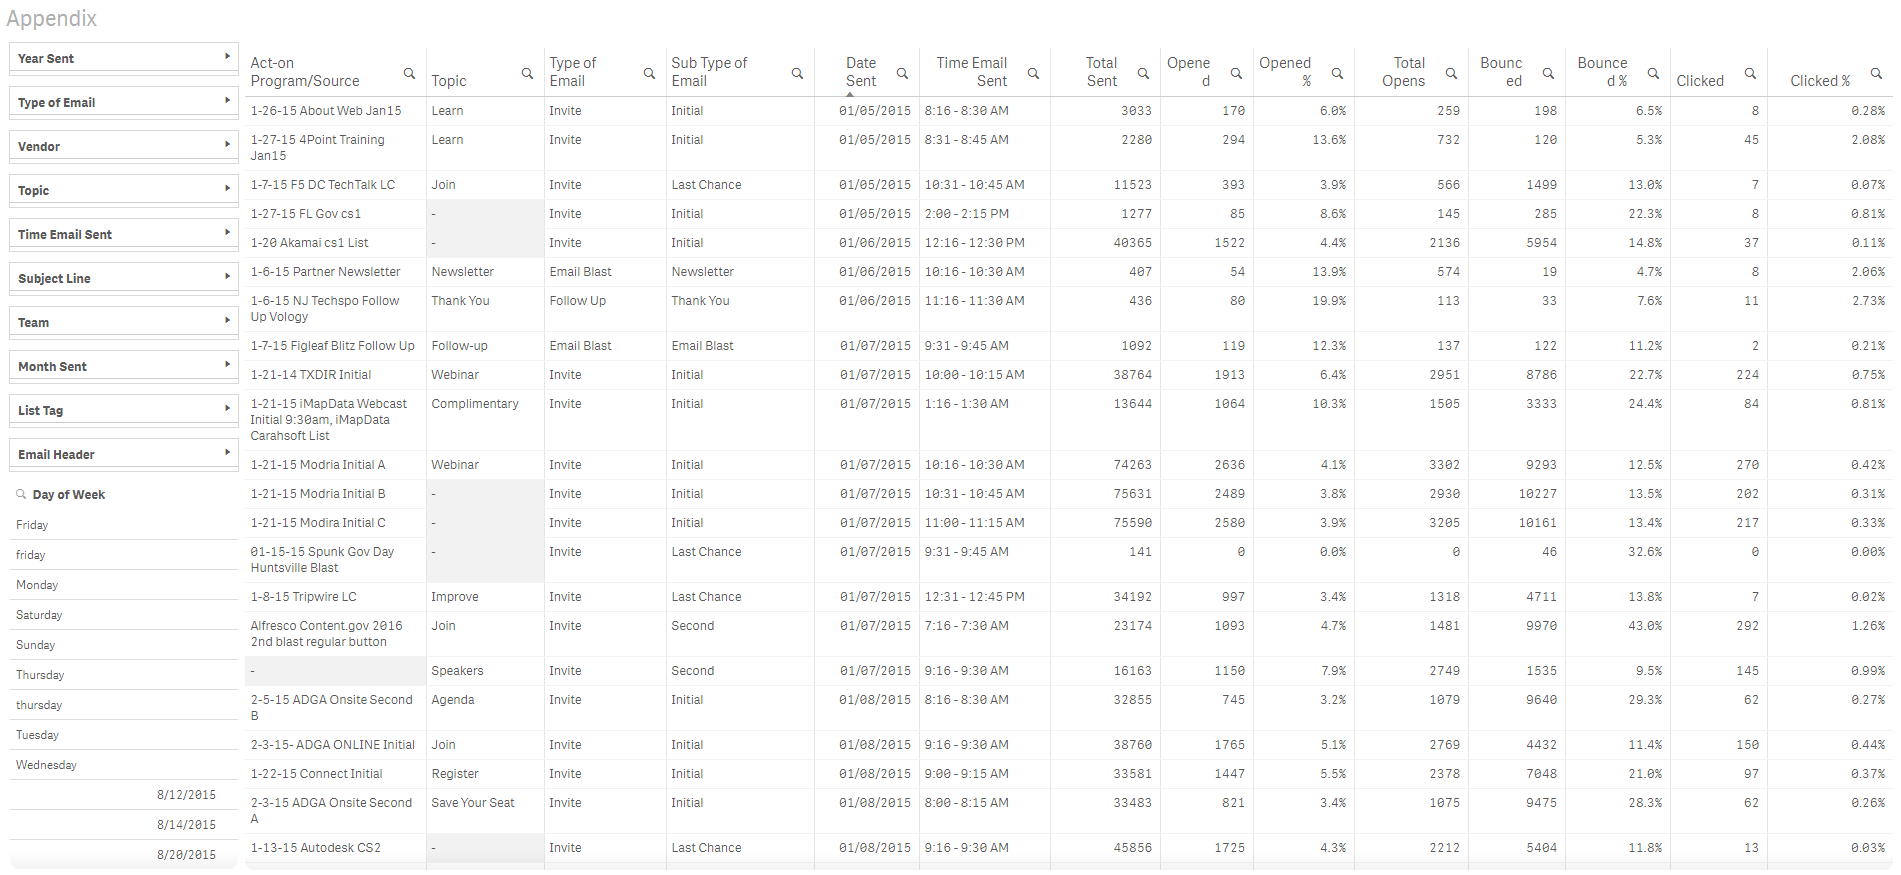 Appendix
Year Sent
Type of Email
Vendor
Topic
Time Email Sent
Subject Line
Team
Month Sent
List Tag
Email Header
Day of Week
Friday
friday
Monday
Saturday
Sunday
Thursday
thursday
Tuesday
Wednesday
8/12/2015
8/14/2015
8/20/2015
Act-on Program/Source Topic Type of Email Sub Type of Email Date Sent Time Email Sent Total Sent Opened Opened % Total Opens Bounced Bounced % Clicked Clicked %
1-26-15 About Web Jan15 Learn Invite Initial 01/05/2015 8:16 - 8:30 AM 3033 170 6.0% 259 198 6.5% 8 0.28%
1-27-15 4Point Training Jan15 Learn Invite Initial 01/05/2015 8:31 - 8:45 AM 2280 294 13.6% 732 120 5.3% 45 2.08%
1-7-15 F5 DC TechTalk LC Join Invite Last Chance 01/05/2015 10:31 - 10:45 AM 11523 393 3.9% 566 1499 13.0% 7 0.07%
1-27-15 FL Gov cs1 - Invite Initial 01/05/2015 2:00 - 2:15 PM 1277 85 8.6% 145 285 22.3% 8 0.81%
1-20 Akamai cs1 List - Invite Initial 01/06/2015 12:16 - 12:30 PM 40365 1522 4.4% 2136 5954 14.8% 37 0.11%
1-6-15 Partner Newsletter Newsletter Email Blast Newsletter 01/06/2015 10:16 - 10:30 AM 407 54 13.9% 574 19 4.7% 8 2.06%
1-6-15 NJ Techspo Follow Up Vology Thank You Follow Up Thank You 01/06/2015 11:16 - 11:30 AM 436 80 19.9% 113 33 7.6% 11 2.73%
1-7-15 Figleaf Blitz Follow Up Follow-up Email Blast Email Blast 01/07/2015 9:31 - 9:45 AM 1092 119 12.3% 137 122 11.2% 2 0.21%
1-21-14 TXDIR Initial Webinar Invite Initial 01/07/2015 10:00 - 10:15 AM 38764 1913 6.4% 2951 8786 22.7% 224 0.75%
1-21-15 iMapData Webcast Initial 9:30am, iMapData Carahsoft List Complimentary Invite Initial 01/07/2015 1:16 - 1:30 AM 13644 1064 10.3% 1505 3333 24.4% 84 0.81%
1-21-15 Modria Initial A Webinar Invite Initial 01/07/2015 10:16 - 10:30 AM 74263 2636 4.1% 3302 9293 12.5% 270 0.42%
1-21-15 Modria Initial B - Invite Initial 01/07/2015 10:31 - 10:45 AM 75631 2489 3.8% 2930 10227 13.5% 202 0.31%
1-21-15 Modira Initial C - Invite Initial 01/07/2015 11:00 - 11:15 AM 75590 2580 3.9% 3205 10161 13.4% 217 0.33%
01-15-15 Spunk Gov Day Huntsville Blast - Invite Last Chance 01/07/2015 9:31 - 9:45 AM 141 0 0.0% 0 46 32.6% 0 0.00%
1-8-15 Tripwire LC Improve Invite Last Chance 01/07/2015 12:31 - 12:45 PM 34192 997 3.4% 1318 4711 13.8% 7 0.02%
Alfresco Content.gov 2016 2nd blast regular button Join Invite Second 01/07/2015 7:16 - 7:30 AM 23174 1093 4.7% 1481 9970 43.0% 292 1.26%
- Speakers Invite Second 01/07/2015 9:16 - 9:30 AM 16163 1150 7.9% 2749 1535 9.5% 145 0.99%
2-5-15 ADGA Onsite Second B Agenda Invite Initial 01/08/2015 8:16 - 8:30 AM 32855 745 3.2% 1079 9640 29.3% 62 0.27%
2-3-15- ADGA ONLINE Initial Join Invite Initial 01/08/2015 9:16 - 9:30 AM 38760 1765 5.1% 2769 4432 11.4% 150 0.44%
1-22-15 Connect Initial Register Invite Initial 01/08/2015 9:00 - 9:15 AM 33581 1447 5.5% 2378 7048 21.0% 97 0.37%
2-3-15 ADGA Onsite Second A Save Your Seat Invite Initial 01/08/2015 8:00 - 8:15 AM 33483 821 3.4% 1075 9475 28.3% 62 0.26%
1-13-15 Autodesk CS2 - Invite Last Chance 01/08/2015 9:16 - 9:30 AM 45856 1725 4.3% 2212 5404 11.8% 13 0.03%